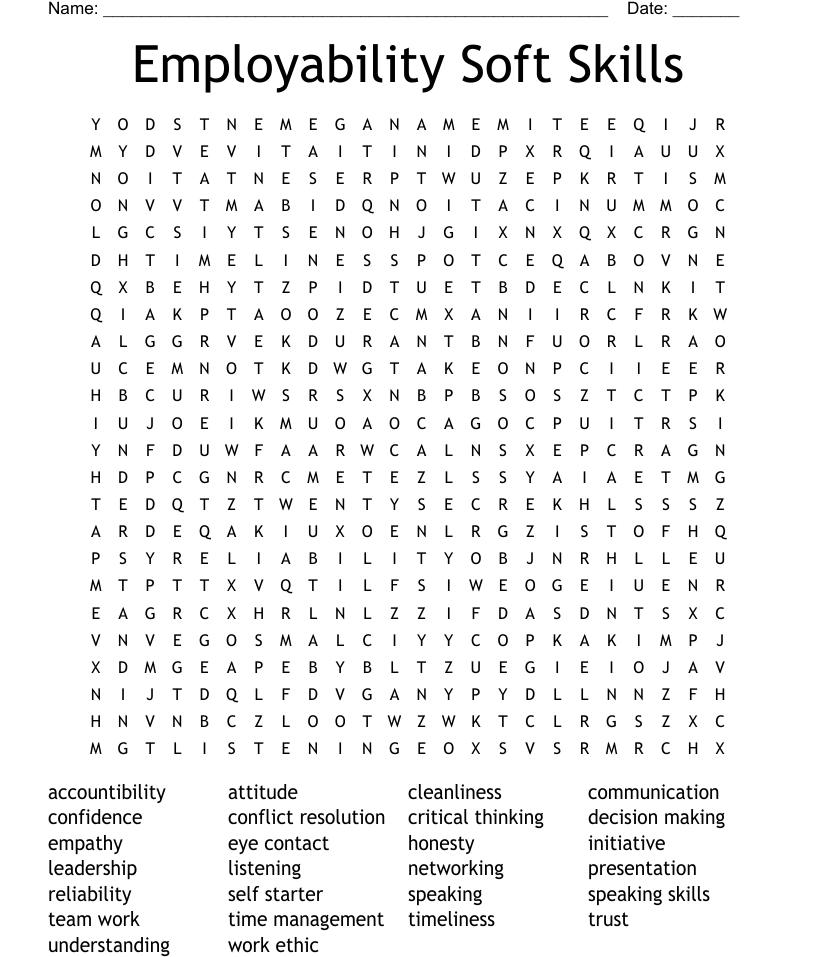 Name: ______________________________________________________ Date: _______
Employability Soft Skills
Y O D S T N E M E G A N A M E M I T E E Q I J R
M Y D V E V I T A I T I N I D P X R Q I A U U X
N O I T A T N E S E R P T W U Z E P K R T I S M
O N V V T M A B I D Q N O I T A C I N U M M O C
L G C S I Y T S E N O H J G I X N X Q X C R G N
D H T I M E L I N E S S P O T C E Q A B O V N E
Q X B E H Y T Z P I D T U E T B D E C L N K I T
Q I A K P T A O O Z E C M X A N I I R C F R K W
A L G G R V E K D U R A N T B N F U O R L R A O
U C E M N O T K D W G T A K E O N P C I I E E R
H B C U R I W S R S X N B P B S O S Z T C T P K
I U J O E I K M U O A O C A G O C P U I T R S I
Y N F D U W F A A R W C A L N S X E P C R A G N
H D P C G N R C M E T E Z L S S Y A I A E T M G
T E D Q T Z T W E N T Y S E C R E K H L S S S Z
A R D E Q A K I U X O E N L R G Z I S T O F H Q
P S Y R E L I A B I L I T Y O B J N R H L L E U
M T P T T X V Q T I L F S I W E O G E I U E N R
E A G R C X H R L N L Z Z I F D A S D N T S X C
V N V E G O S M A L C I Y Y C O P K A K I M P J
X D M G E A P E B Y B L T Z U E G I E I O J A V
N I J T D Q L F D V G A N Y P Y D L L N N Z F H
H N V N B C Z L O O T W Z W K T C L R G S Z X C
M G T L I S T E N I N G E O X S V S R M R C H X
accountibility attitude cleanliness communication
confidence conflict resolution critical thinking decision making
empathy eye contact honesty initiative
leadership listening networking presentation
reliability self starter speaking speaking skills
team work time management timeliness trust
understanding work ethic